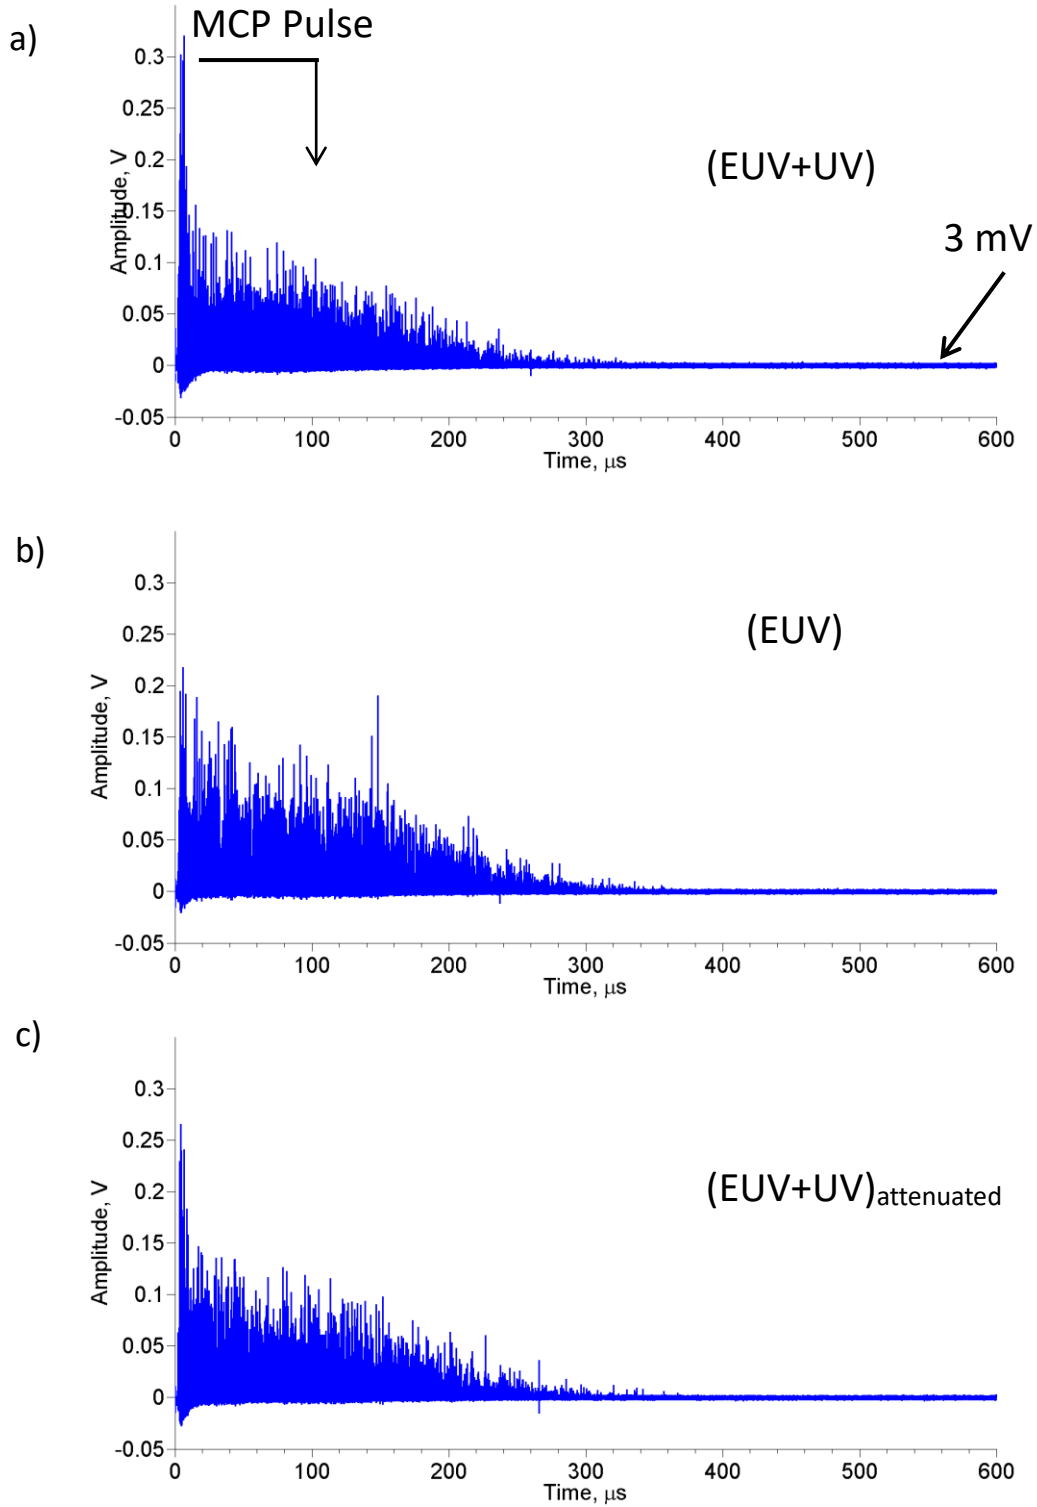 a)
MCP Pulse
0.3
0.25
0.2
0.15
0.1
0.05
0
-0.05
Amplitude, V
(EUV+UV)
3 mV
0 100 200 300 400 500 600
Time, μs
b)
0.3
0.25
0.2
0.15
0.1
0.05
0
-0.05
Amplitude, V
(EUV)
0 100 200 300 400 500 600
Time, μs
c)
0.3
0.25
0.2
0.15
0.1
0.05
0
-0.05
Amplitude, V
(EUV+UV)attenuated
0 100 200 300 400 500 600
Time, μs